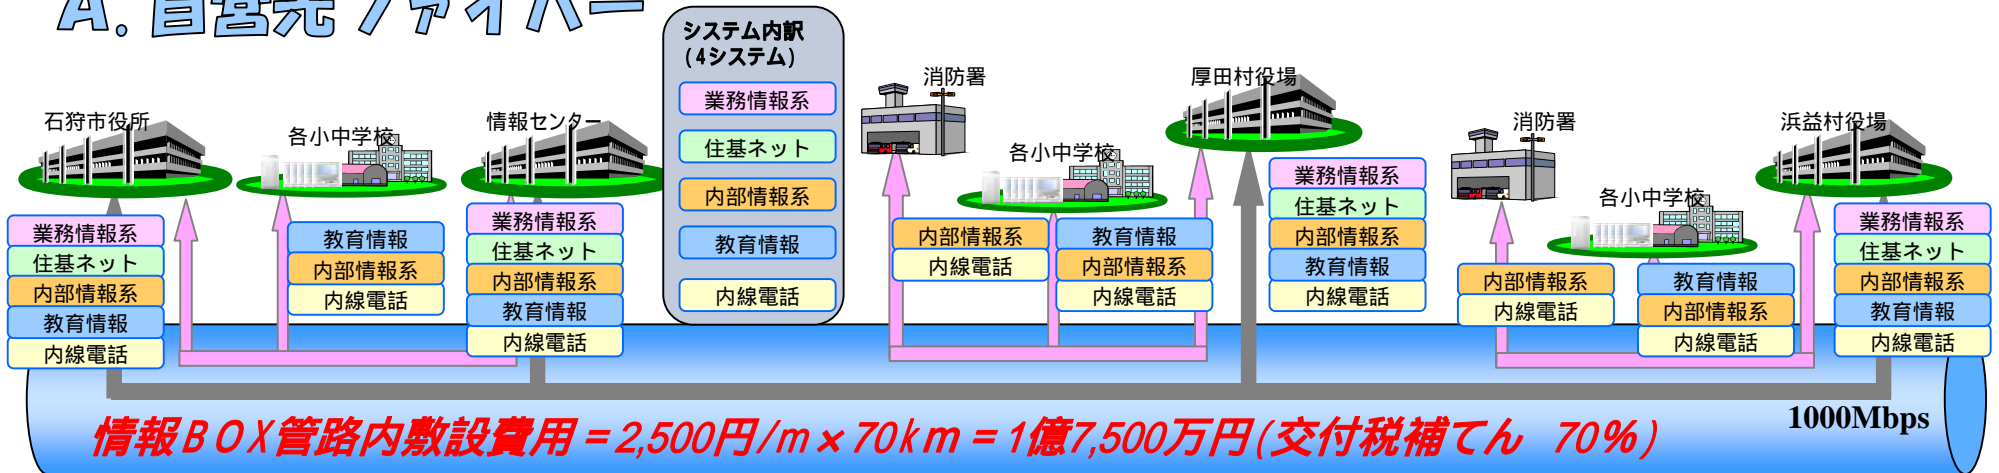 A. 自営光ファイバー
システム内訳
(4システム)
業務情報系
住基ネット
内部情報系
教育情報
内線電話
石狩市役所
業務情報系
住基ネット
内部情報系
教育情報
内線電話
各小中学校
教育情報
内部情報系
内線電話
情報センター
業務情報系
住基ネット
内部情報系
教育情報
内線電話
消防署
内部情報系
内線電話
各小中学校
教育情報
内部情報系
内線電話
厚田村役場
業務情報系
住基ネット
内部情報系
教育情報
内線電話
消防署
内部情報系
内線電話
各小中学校
教育情報
内部情報系
内線電話
浜益村役場
業務情報系
住基ネット
内部情報系
教育情報
内線電話
1000Mbps
情報BOX管路内敷設費用=2,500円/m×70km=1億7,500万円(交付税補てん 70%)